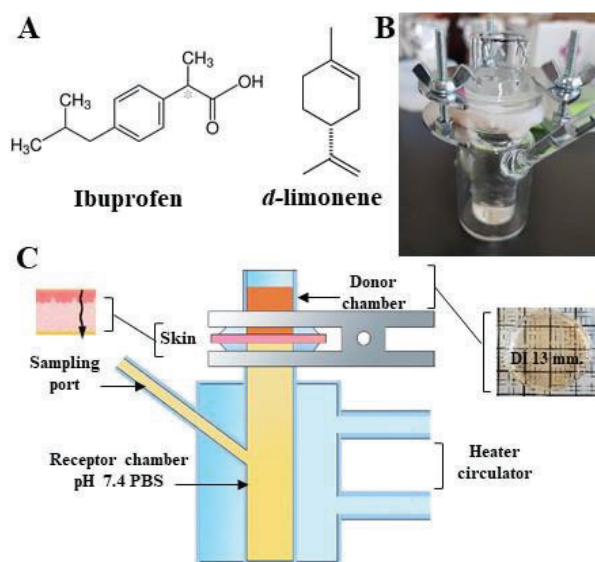 A
CH₃
OH
O
CH₃
H₃C
*
Ibuprofen
d-limonene
B
C
Donor
chamber
Skin
Sampling
port
DI 13 mm.
Receptor chamber
pH 7.4 PBS
Heater
circulator